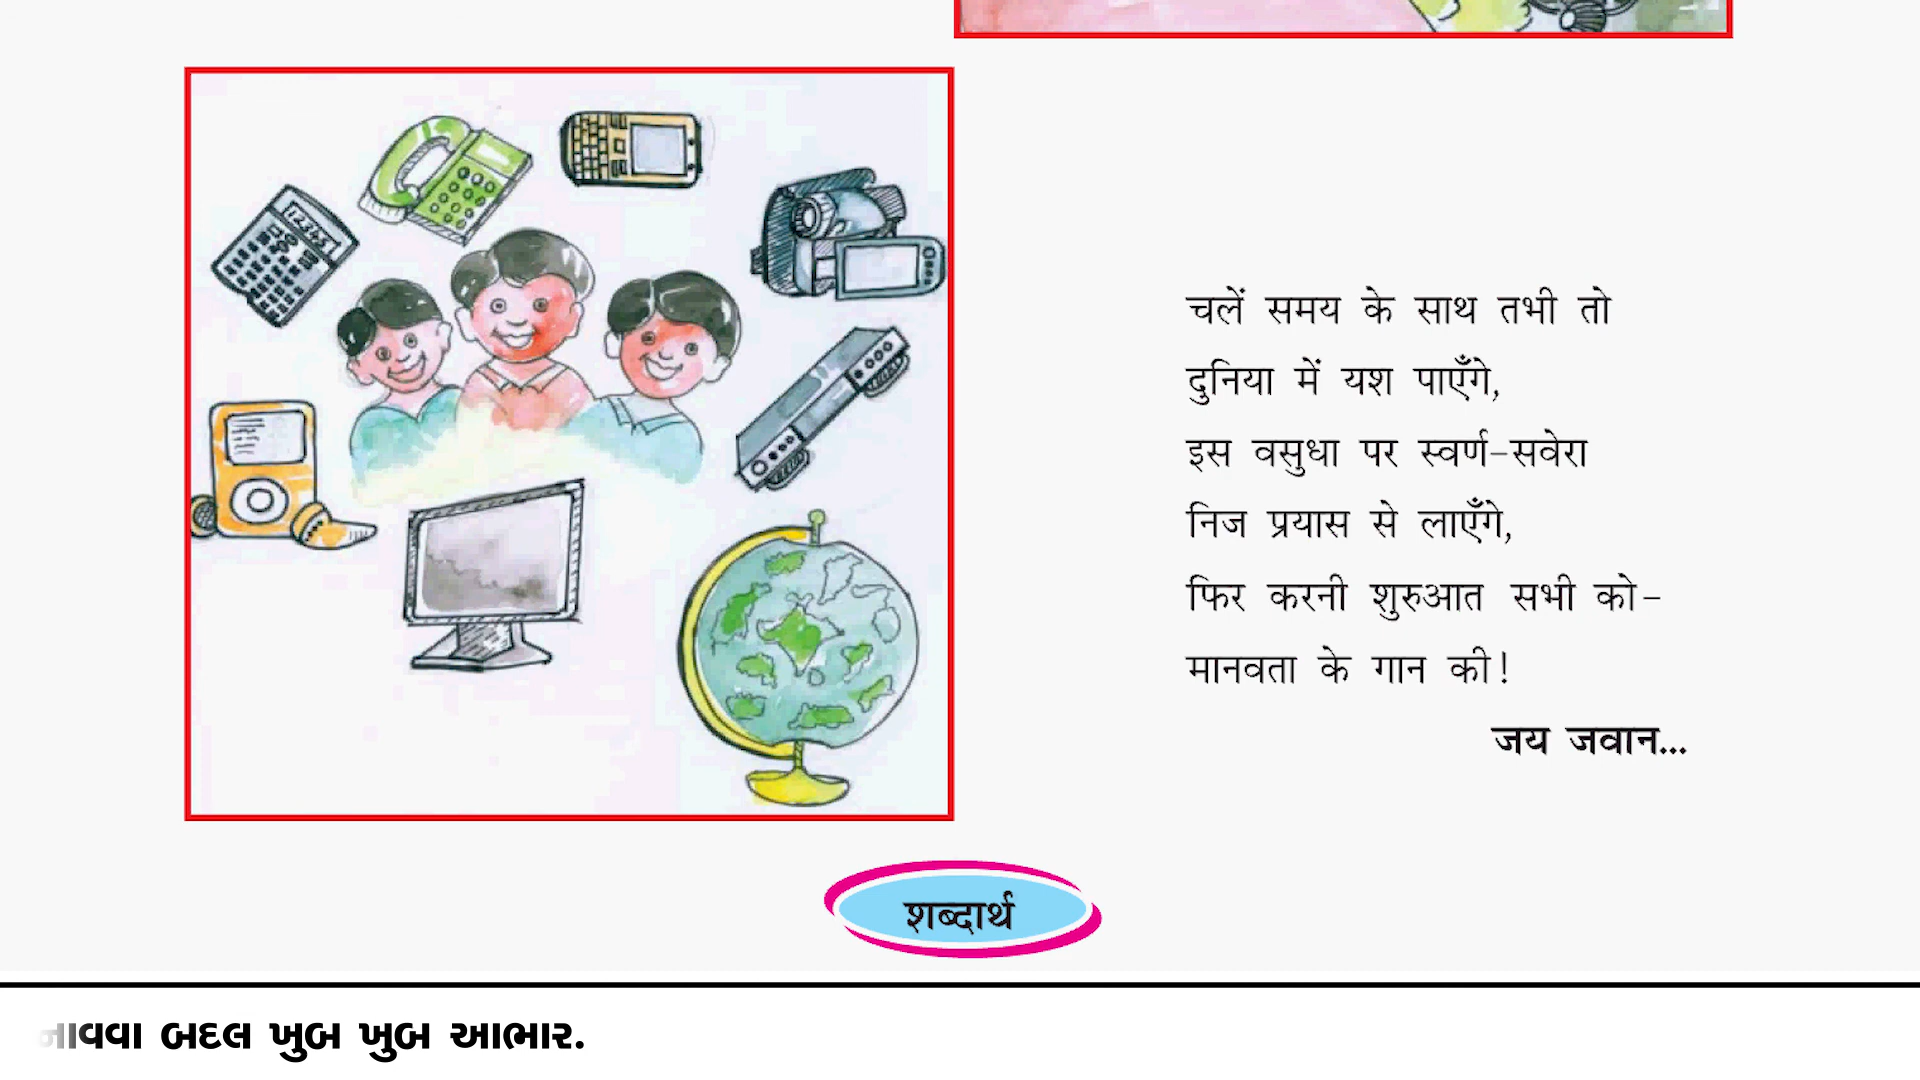 12345
चलें समय के साथ तभी तो
दुनिया में यश पाएँगे,
इस वसुधा पर स्वर्ण-सवेरा
निज प्रयास से लाएँगे,
फिर करनी शुरुआत सभी को-
मानवता के गान की!
जय जवान...
शब्दार्थ
બદલ ખુબ ખુબ આભાર.